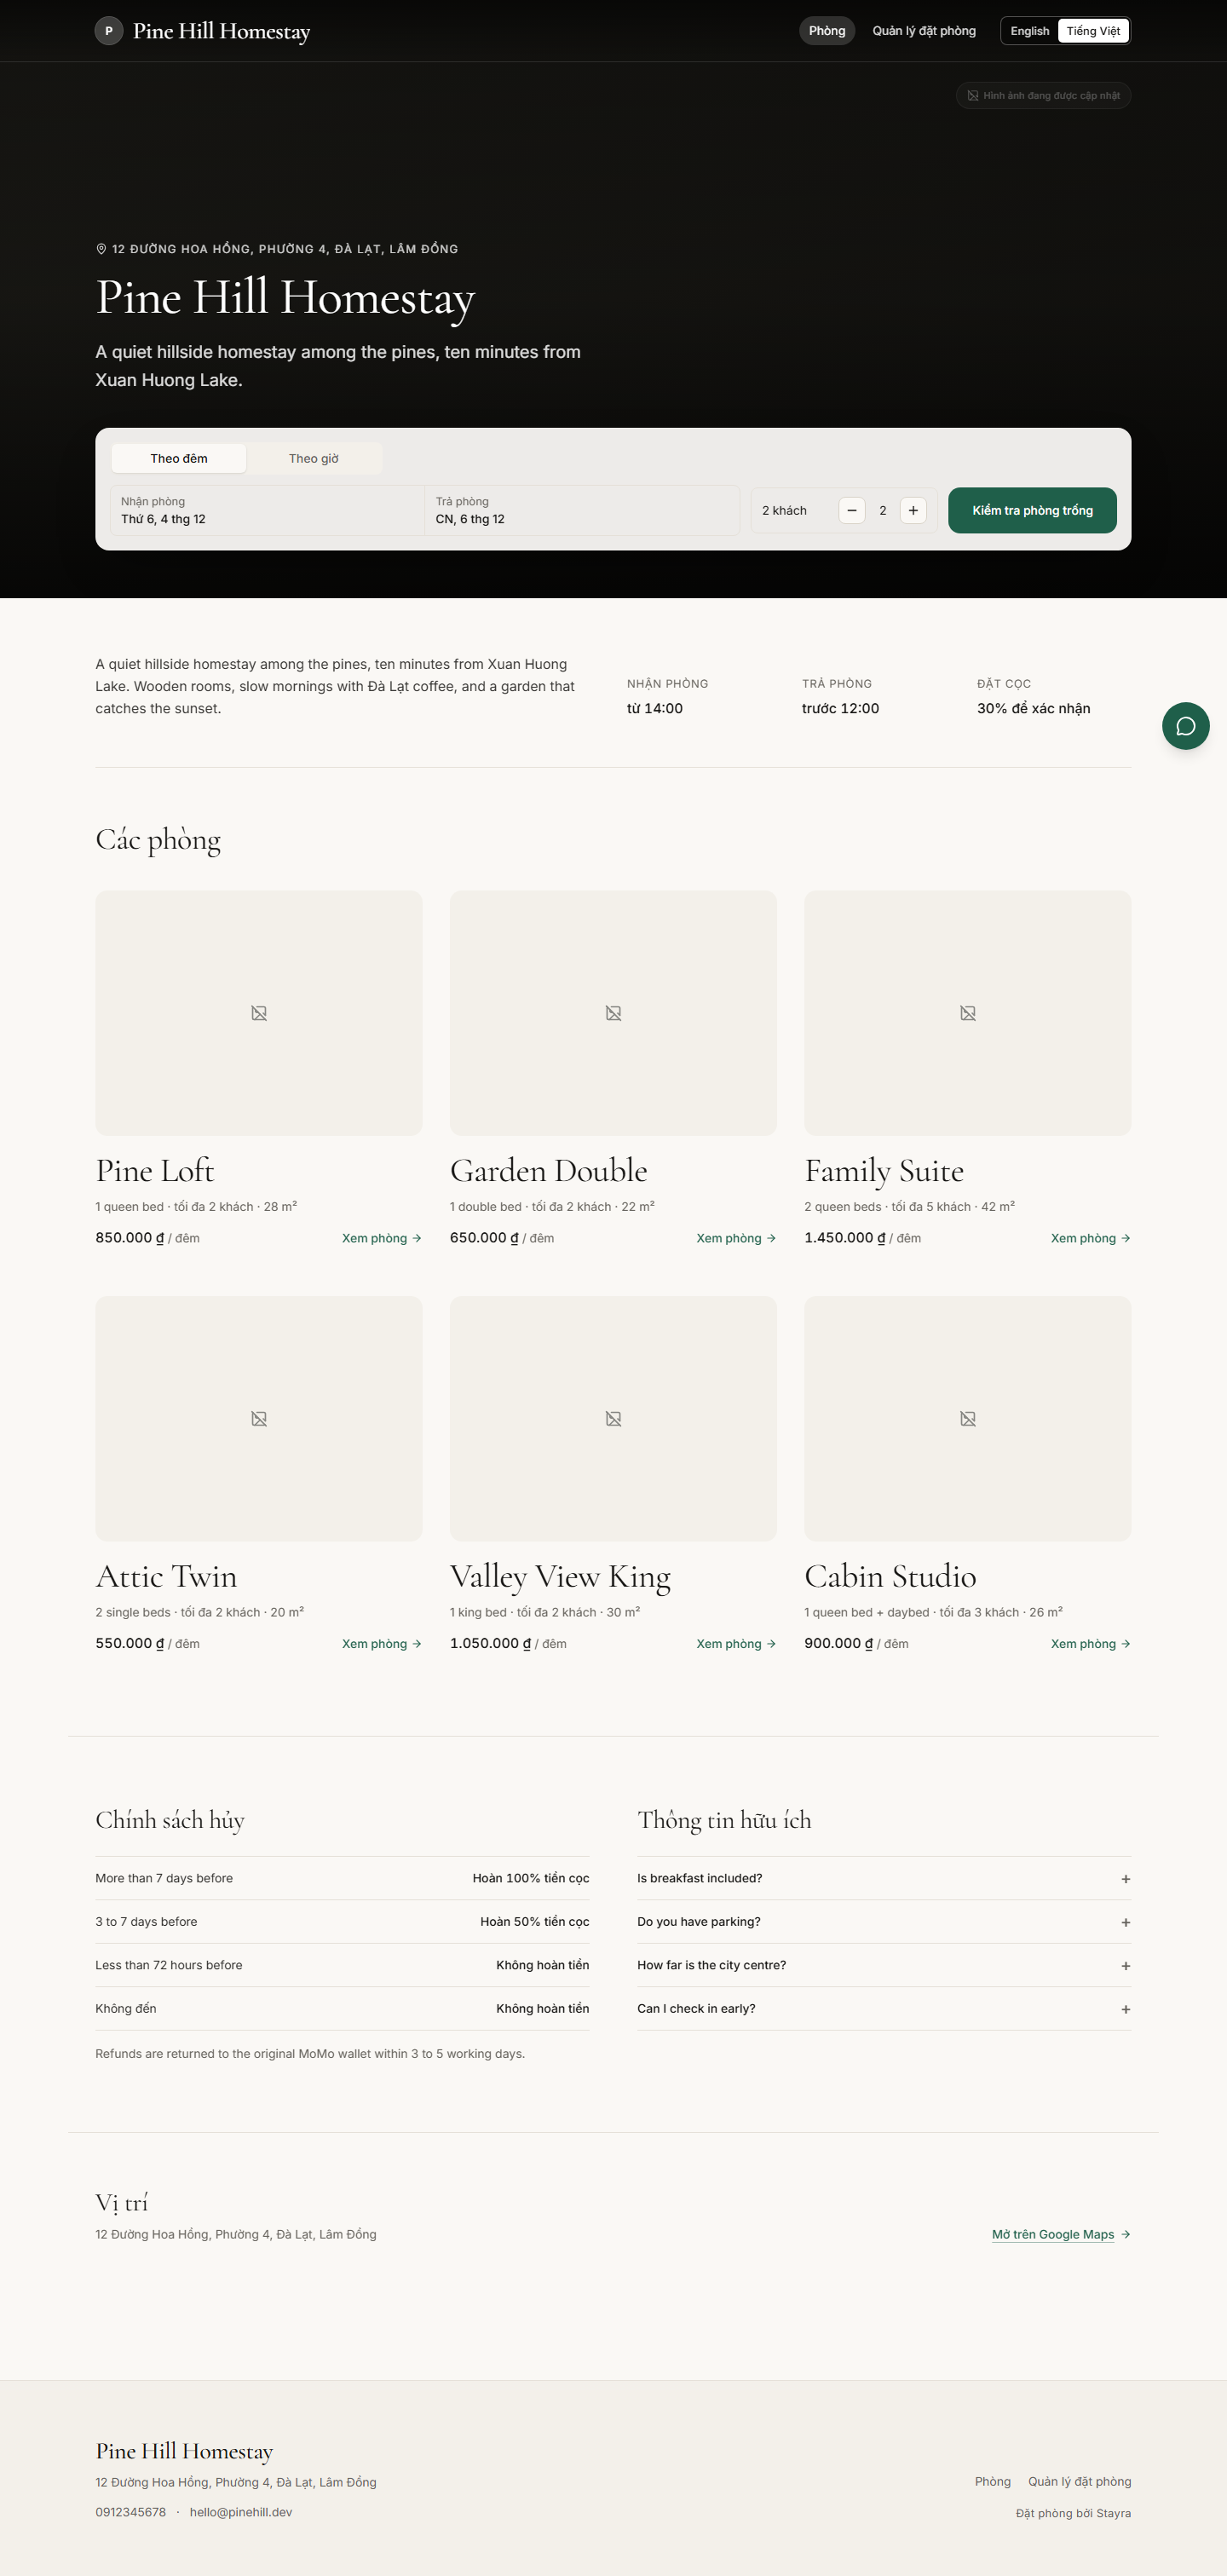 P Pine Hill Homestay
Phòng Quản lý đặt phòng English Tiếng Việt
Hình ảnh đang được cập nhật
12 ĐƯỜNG HOA HỒNG, PHƯỜNG 4, ĐÀ LẠT, LÂM ĐỒNG
Pine Hill Homestay
A quiet hillside homestay among the pines, ten minutes from
Xuan Huong Lake.
Theo đêm Theo giờ
Nhận phòng Trả phòng
Thứ 6, 4 thg 12 CN, 6 thg 12
2 khách − 2 + Kiểm tra phòng trống
A quiet hillside homestay among the pines, ten minutes from Xuan Huong
Lake. Wooden rooms, slow mornings with Đà Lạt coffee, and a garden that
catches the sunset.
NHẬN PHÒNG TRẢ PHÒNG ĐẶT CỌC
từ 14:00 trước 12:00 30% để xác nhận
Các phòng
Pine Loft Garden Double Family Suite
1 queen bed · tối đa 2 khách · 28 m² 1 double bed · tối đa 2 khách · 22 m² 2 queen beds · tối đa 5 khách · 42 m²
850.000 ₫ / đêm Xem phòng → 650.000 ₫ / đêm Xem phòng → 1.450.000 ₫ / đêm Xem phòng →
Attic Twin Valley View King Cabin Studio
2 single beds · tối đa 2 khách · 20 m² 1 king bed · tối đa 2 khách · 30 m² 1 queen bed + daybed · tối đa 3 khách · 26 m²
550.000 ₫ / đêm Xem phòng → 1.050.000 ₫ / đêm Xem phòng → 900.000 ₫ / đêm Xem phòng →
Chính sách hủy
More than 7 days before Hoàn 100% tiền cọc
3 to 7 days before Hoàn 50% tiền cọc
Less than 72 hours before Không hoàn tiền
Không đến Không hoàn tiền
Refunds are returned to the original MoMo wallet within 3 to 5 working days.
Thông tin hữu ích
Is breakfast included? +
Do you have parking? +
How far is the city centre? +
Can I check in early? +
Vị trí
12 Đường Hoa Hồng, Phường 4, Đà Lạt, Lâm Đồng
Mở trên Google Maps →
Pine Hill Homestay
12 Đường Hoa Hồng, Phường 4, Đà Lạt, Lâm Đồng
0912345678 · hello@pinehill.dev
Phòng Quản lý đặt phòng
Đặt phòng bởi Stayra